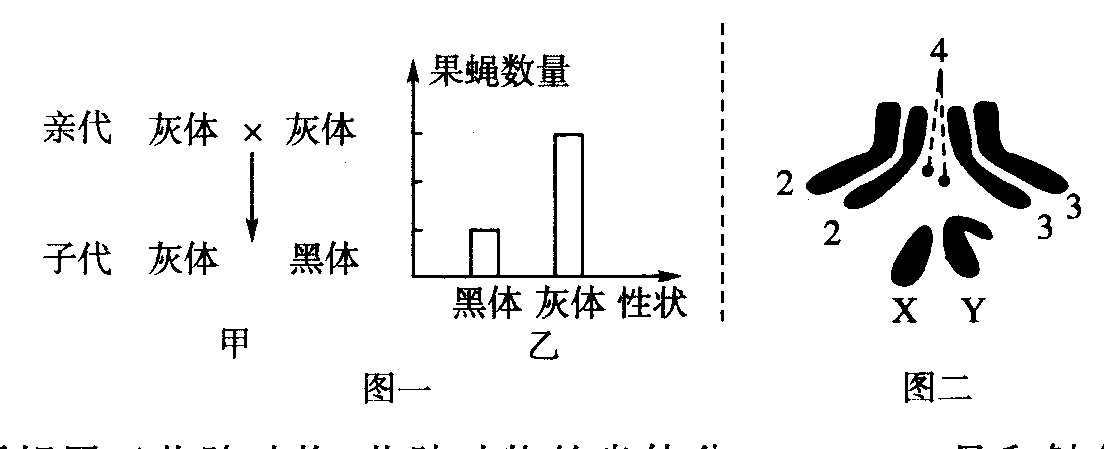 果蝇数量
亲代 灰体 × 灰体
子代 灰体 黑体
黑体 灰体 性状
甲
乙
图一
4
2
2
3
3
X Y
图二